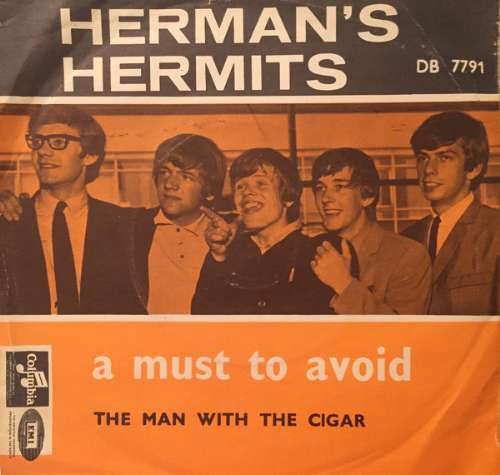 HERMAN'S
HERMITS
DB 7791
a must to avoid
THE MAN WITH THE CIGAR
Columbia
EMI